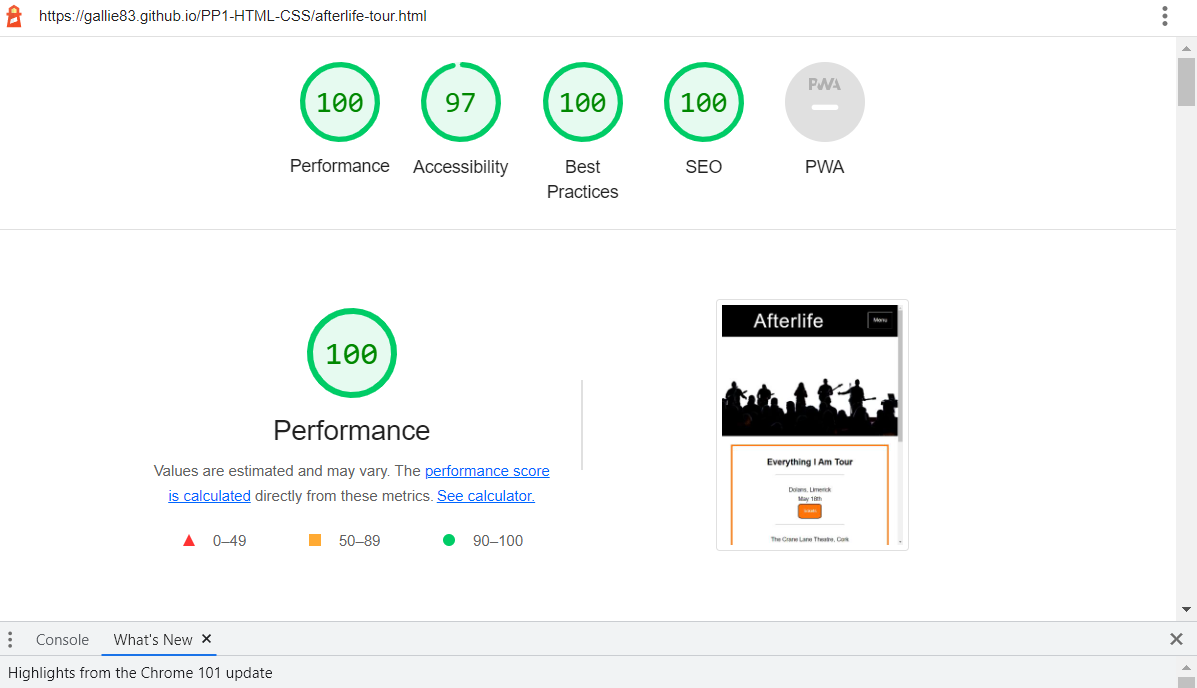 https://gallie83.github.io/PP1-HTML-CSS/afterlife-tour.html
100
97
100
100
PWA
Performance
Accessibility
Best
Practices
SEO
PWA
100
Performance
Values are estimated and may vary. The performance score
is calculated directly from these metrics. See calculator.
0–49
50–89
90–100
Afterlife
Menu
Everything I Am Tour
Dolans, Limerick
May 18th
The Crane Lane Theatre, Cork
Console
What's New
Highlights from the Chrome 101 update